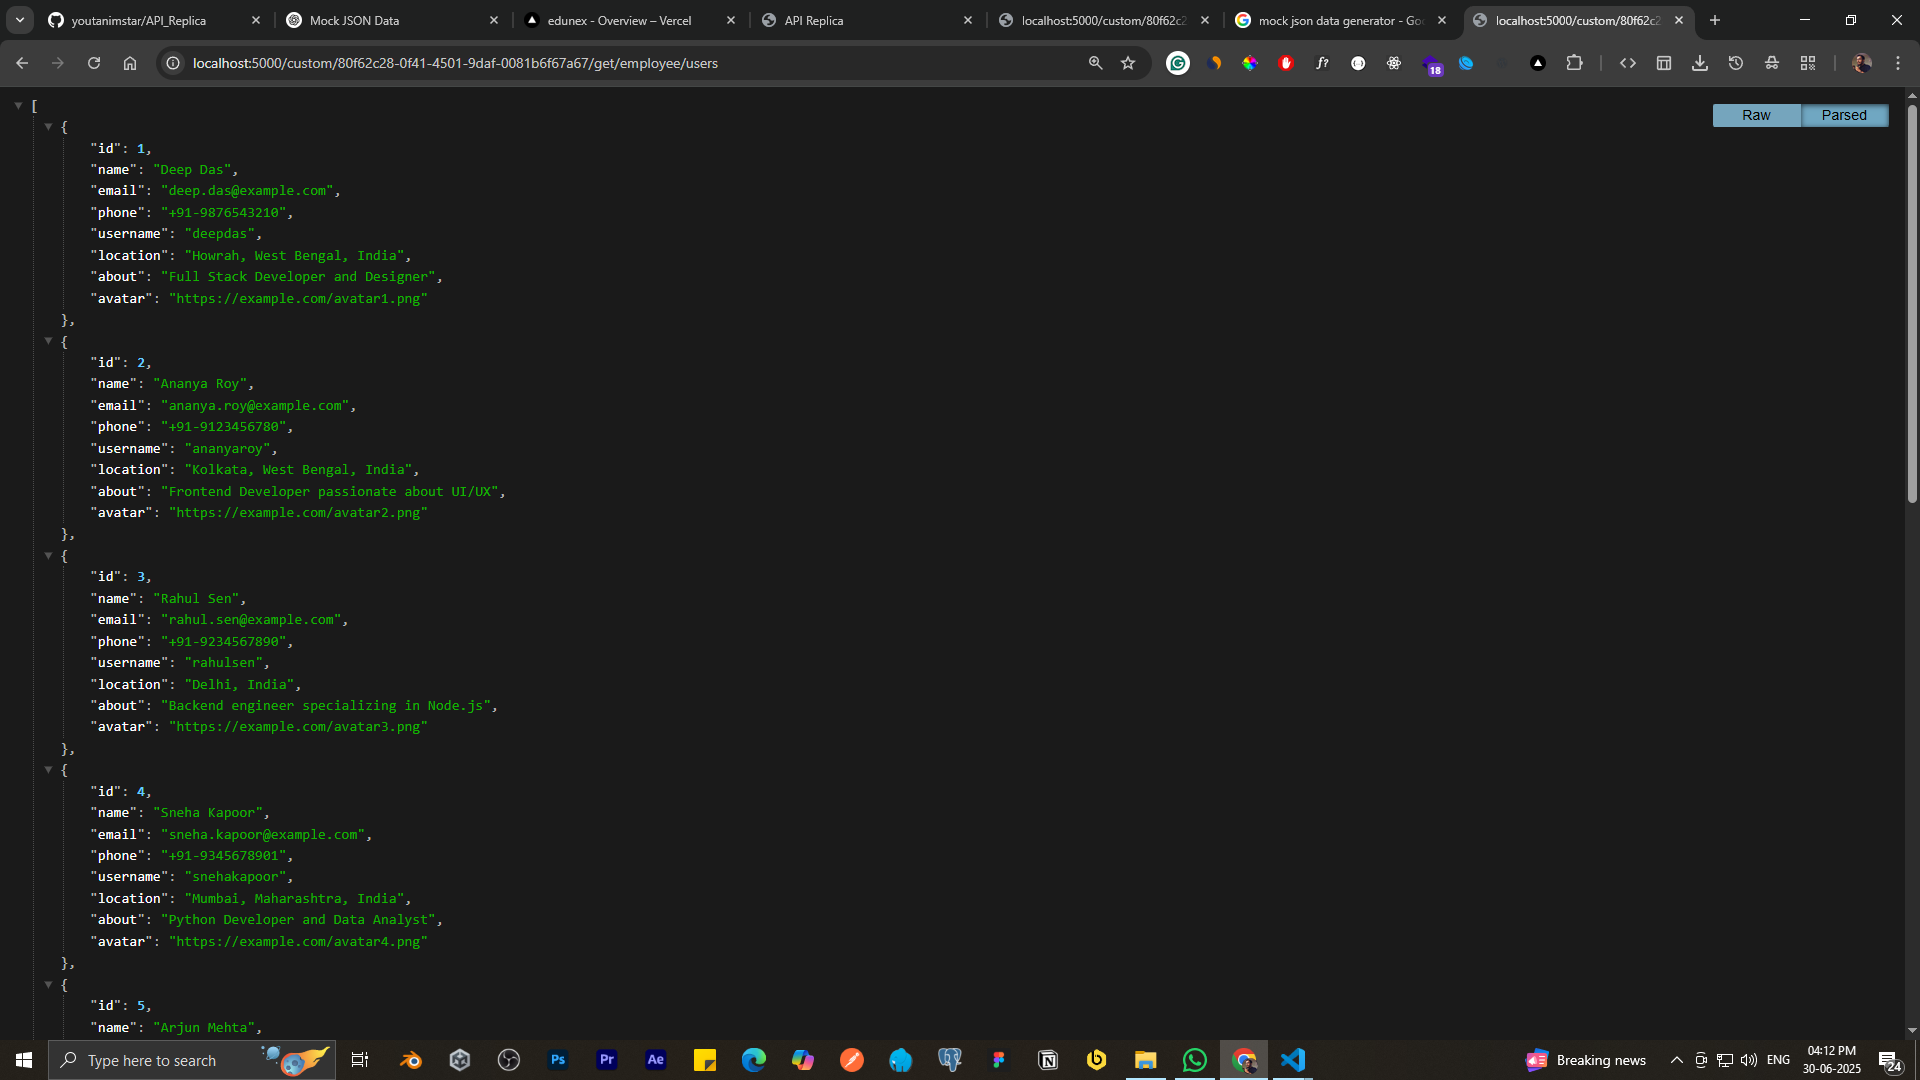 youtanimstar/API_Replica
Mock JSON Data
edunex - Overview – Vercel
API Replica
localhost:5000/custom/80f62c2
mock json data generator - Goo
localhost:5000/custom/80f62c2
localhost:5000/custom/80f62c28-0f41-4501-9daf-0081b6f67a67/get/employee/users
18
Raw
Parsed
[
{
"id": 1,
"name": "Deep Das",
"email": "deep.das@example.com",
"phone": "+91-9876543210",
"username": "deepdas",
"location": "Howrah, West Bengal, India",
"about": "Full Stack Developer and Designer",
"avatar": "https://example.com/avatar1.png"
},
{
"id": 2,
"name": "Ananya Roy",
"email": "ananya.roy@example.com",
"phone": "+91-9123456780",
"username": "ananyaroy",
"location": "Kolkata, West Bengal, India",
"about": "Frontend Developer passionate about UI/UX",
"avatar": "https://example.com/avatar2.png"
},
{
"id": 3,
"name": "Rahul Sen",
"email": "rahul.sen@example.com",
"phone": "+91-9234567890",
"username": "rahulsen",
"location": "Delhi, India",
"about": "Backend engineer specializing in Node.js",
"avatar": "https://example.com/avatar3.png"
},
{
"id": 4,
"name": "Sneha Kapoor",
"email": "sneha.kapoor@example.com",
"phone": "+91-9345678901",
"username": "snehakapoor",
"location": "Mumbai, Maharashtra, India",
"about": "Python Developer and Data Analyst",
"avatar": "https://example.com/avatar4.png"
},
{
"id": 5,
"name": "Arjun Mehta",
Type here to search
Ps
Pr
Ae
Breaking news
ENG
04:12 PM
30-06-2025
24